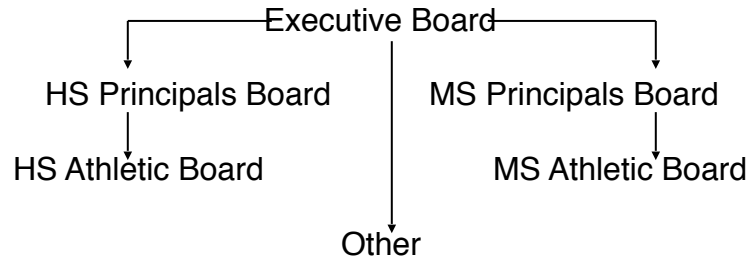 Executive Board
HS Principals Board
MS Principals Board
HS Athletic Board
MS Athletic Board
Other